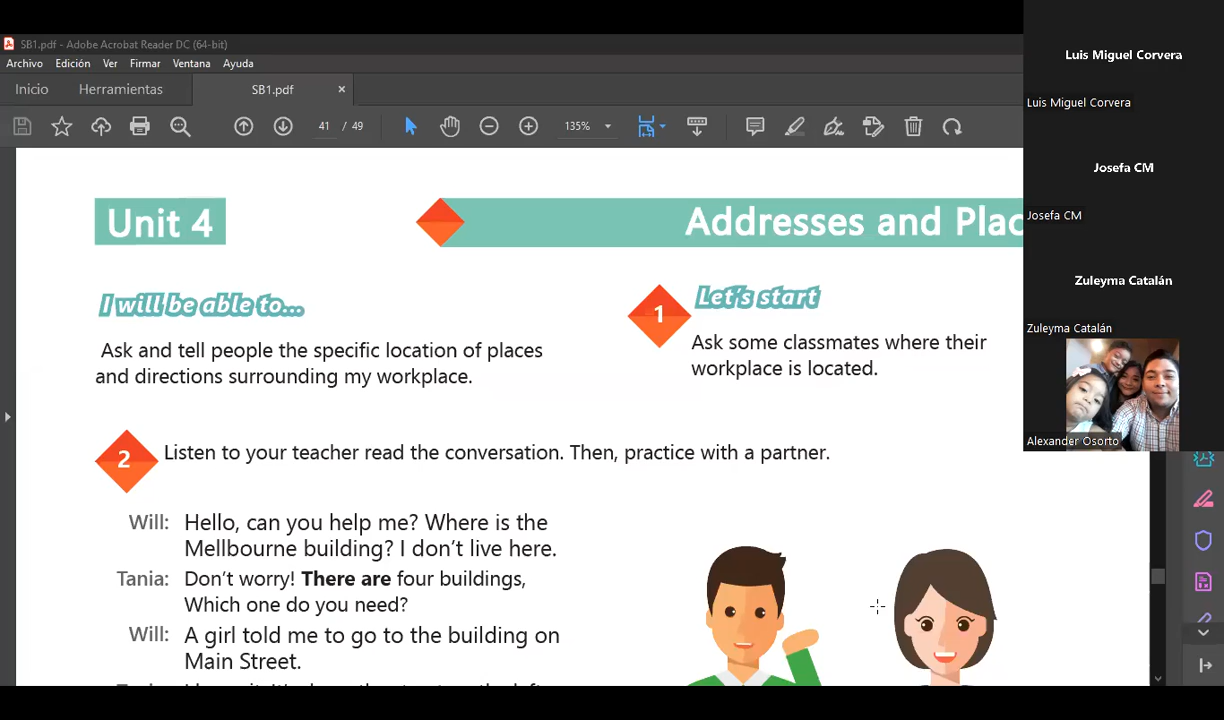 SB1.pdf - Adobe Acrobat Reader DC (64-bit)
Archivo Edición Ver Firmar Ventana Ayuda
Inicio Herramientas SB1.pdf ×
41 / 49 135%
Unit 4
Addresses and Plac
I will be able to...
Ask and tell people the specific location of places
and directions surrounding my workplace.
1
Let's start
Ask some classmates where their
workplace is located.
2
Listen to your teacher read the conversation. Then, practice with a partner.
Will: Hello, can you help me? Where is the
Mellbourne building? I don't live here.
Tania: Don't worry! There are four buildings,
Which one do you need?
Will: A girl told me to go to the building on
Main Street.
Luis Miguel Corvera
Luis Miguel Corvera
Josefa CM
Josefa CM
Zuleyma Catalán
Zuleyma Catalán
Alexander Osorto